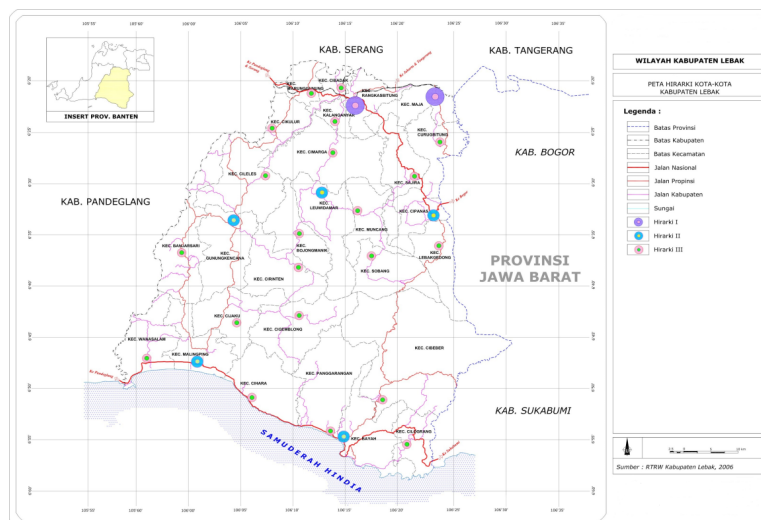 KAB. SERANG
KAB. TANGERANG
WILAYAH KABUPATEN LEBAK
PETA HIRARKI KOTA-KOTA
KABUPATEN LEBAK
Legenda :
Batas Provinsi
Batas Kabupaten
Batas Kecamatan
Jalan Nasional
Jalan Propinsi
Jalan Kabupaten
Sungai
Hirarki I
Hirarki II
Hirarki III
INSERT PROV. BANTEN
KEC. CIBADAK
KEC.
RANGKASBITUNG
KEC. MAJA
KEC.
KALANGANYAR
KEC. CIKULUR
KEC.
CURUGBITUNG
KEC. CIMARGA
KAB. BOGOR
KEC. CILELES
KEC. SAJIRA
KAB. PANDEGLANG
KEC.
LEUWIDAMAR
KEC. CIPANAS
KEC. MUNCANG
KEC. BANJARSARI
KEC.
GUNUNGKENCANA
KEC.
BOJONGMANIK
KEC.
LEBAKGEDONG
KEC. SOBANG
KEC. CIRINTEN
PROVINSI
JAWA BARAT
KEC. CIJAKU
KEC. CIGEMBLONG
KEC. WANASALAM
KEC. MALINGPING
KEC. CIBEBER
KEC. PANGGARANGAN
KEC. CIHARA
KAB. SUKABUMI
KEC. BAYAH
KEC. CILOGRANG
SAMUDERAH HINDIA
Sumber : RTRW Kabupaten Lebak, 2006